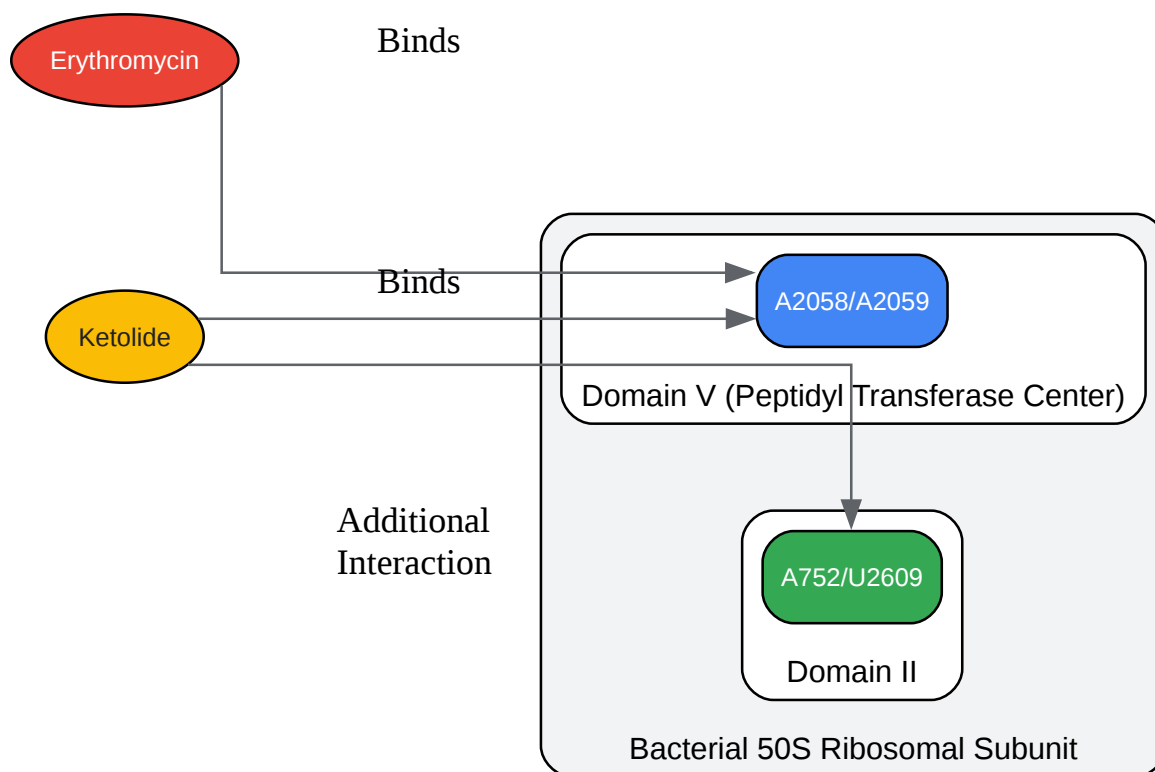 Binds
Erythromycin
Binds
A2058/A2059
Ketolide
Domain V (Peptidyl Transferase Center)
Additional
Interaction
A752/U2609
Domain II
Bacterial 50S Ribosomal Subunit